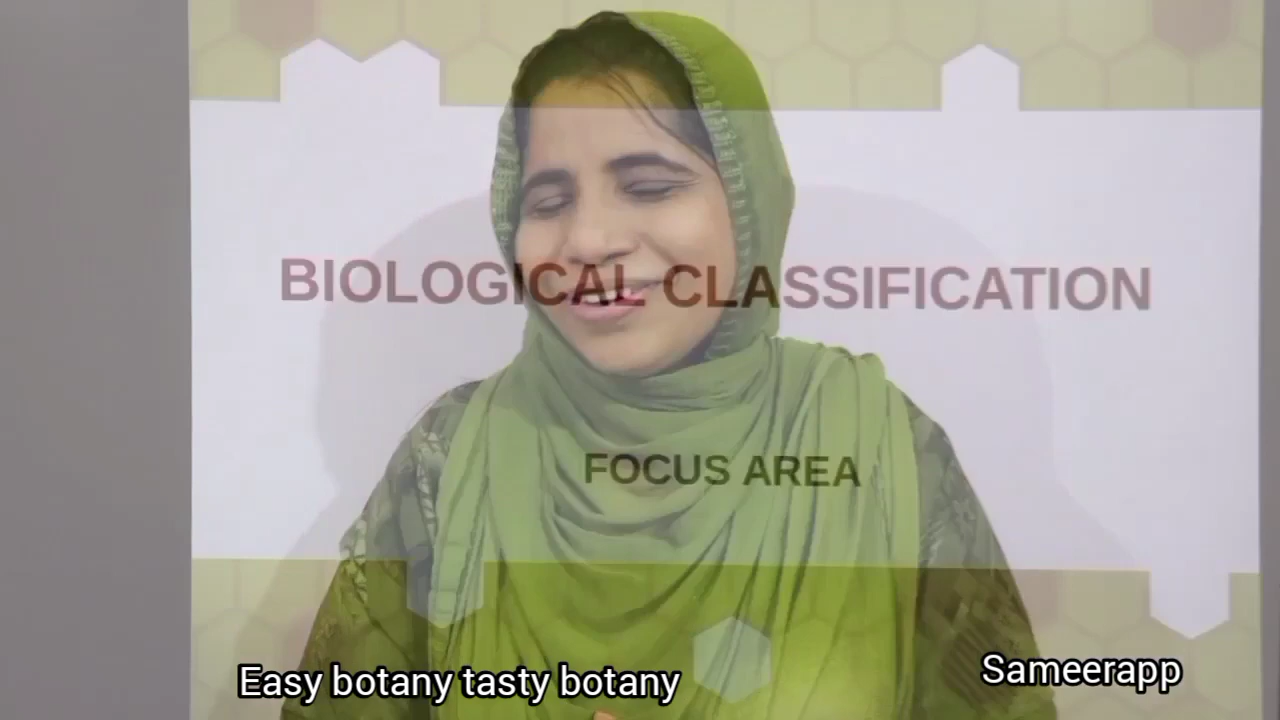 BIOLOGICAL CLASSIFICATION
FOCUS AREA
Easy botany tasty botany
Sameerapp